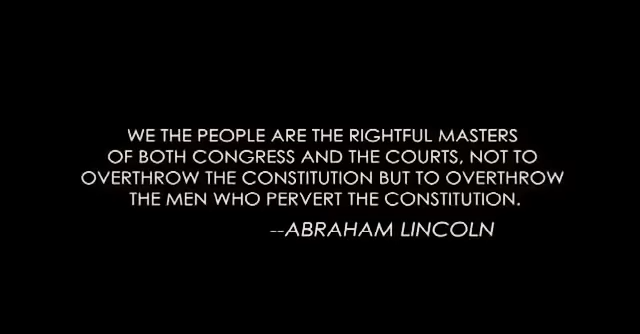 WE THE PEOPLE ARE THE RIGHTFUL MASTERS
OF BOTH CONGRESS AND THE COURTS, NOT TO
OVERTHROW THE CONSTITUTION BUT TO OVERTHROW
THE MEN WHO PERVERT THE CONSTITUTION.
--ABRAHAM LINCOLN